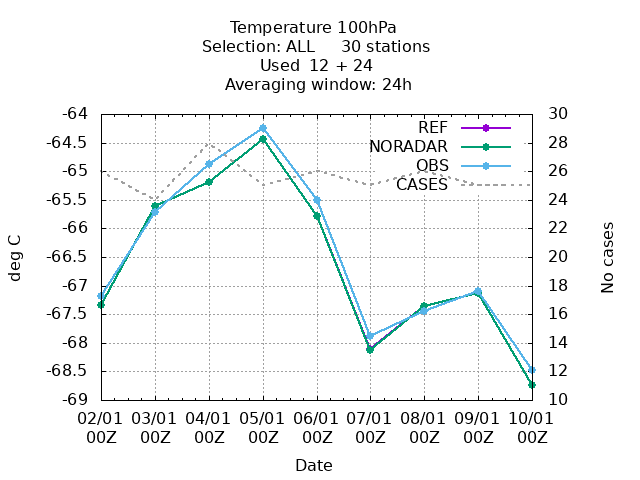 Temperature 100hPa
Selection: ALL 30 stations
Used 12 + 24
Averaging window: 24h
-64
-64.5
-65
-65.5
-66
-66.5
-67
-67.5
-68
-68.5
-69
30
28
26
24
22
20
18
16
14
12
10
REF
NORADAR
OBS
CASES
deg C
No cases
02/01 03/01 04/01 05/01 06/01 07/01 08/01 09/01 10/01
00Z 00Z 00Z 00Z 00Z 00Z 00Z 00Z 00Z
Date